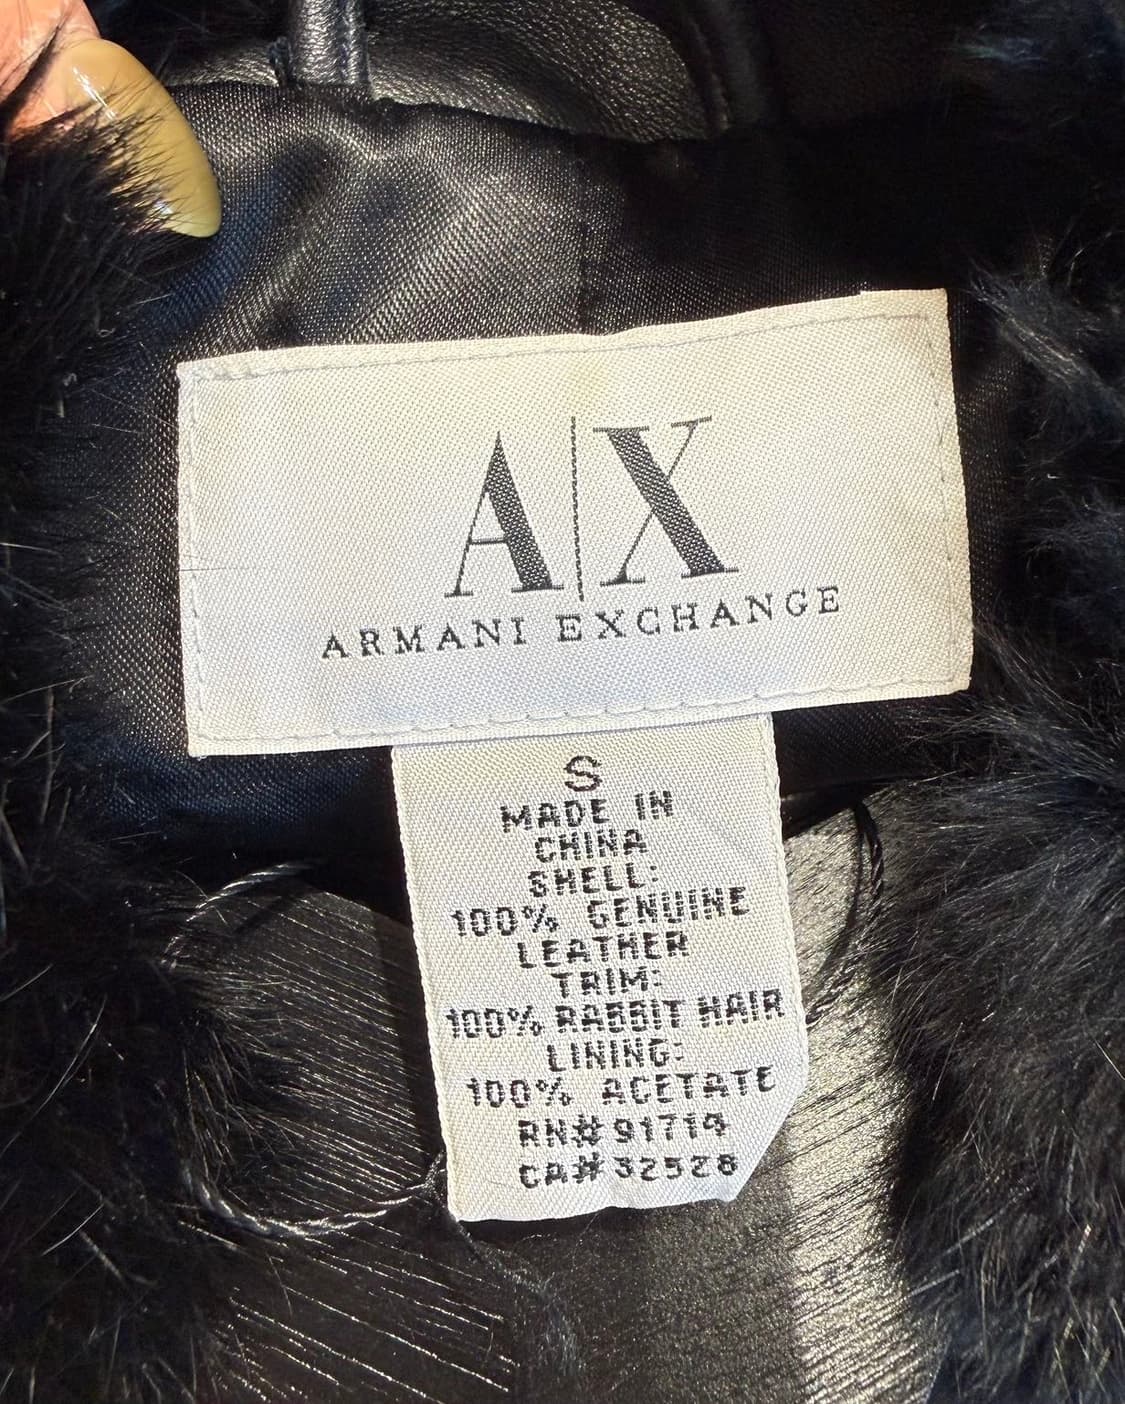 A|X
ARMANI EXCHANGE
S
MADE IN
CHINA
SHELL:
100% GENUINE
LEATHER
TRIM:
100% RABBIT HAIR
LINING:
100% ACETATE
RN# 91714
CA# 32528